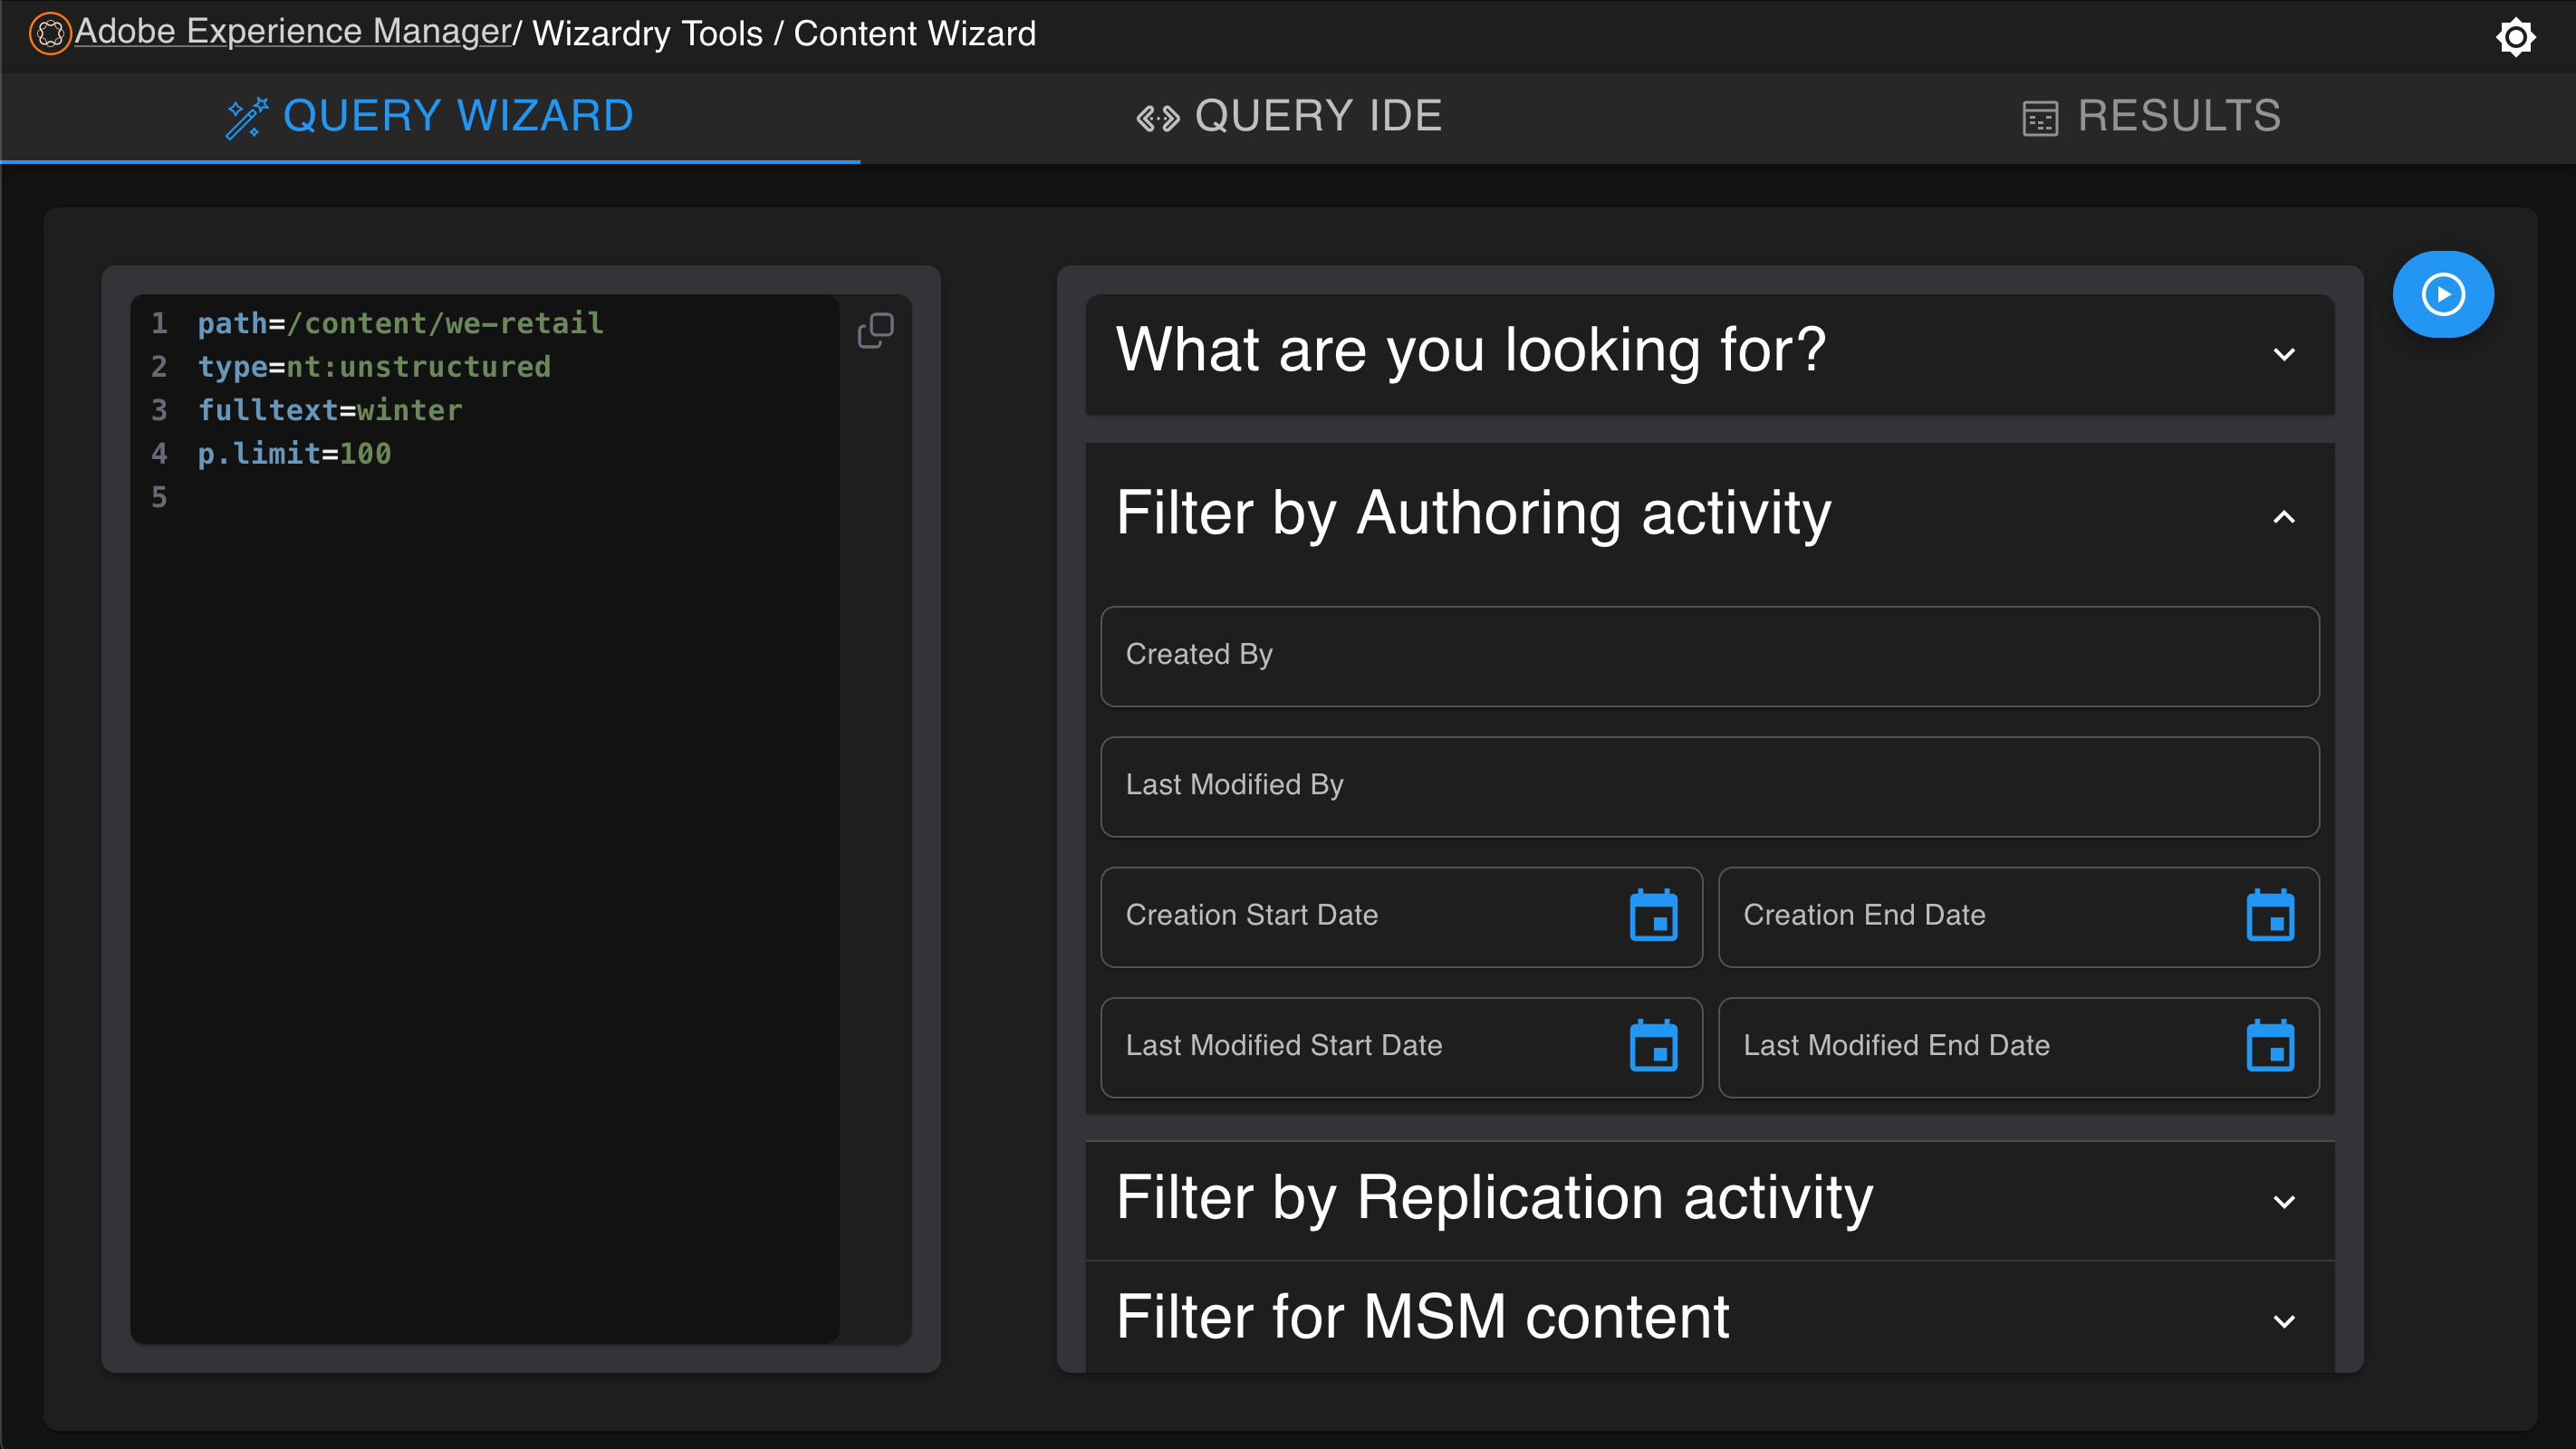 Adobe Experience Manager/ Wizardry Tools / Content Wizard
QUERY WIZARD
QUERY IDE
RESULTS
1 path=/content/we-retail
2 type=nt:unstructured
3 fulltext=winter
4 p.limit=100
5
What are you looking for?
Filter by Authoring activity
Created By
Last Modified By
Creation Start Date
Creation End Date
Last Modified Start Date
Last Modified End Date
Filter by Replication activity
Filter for MSM content